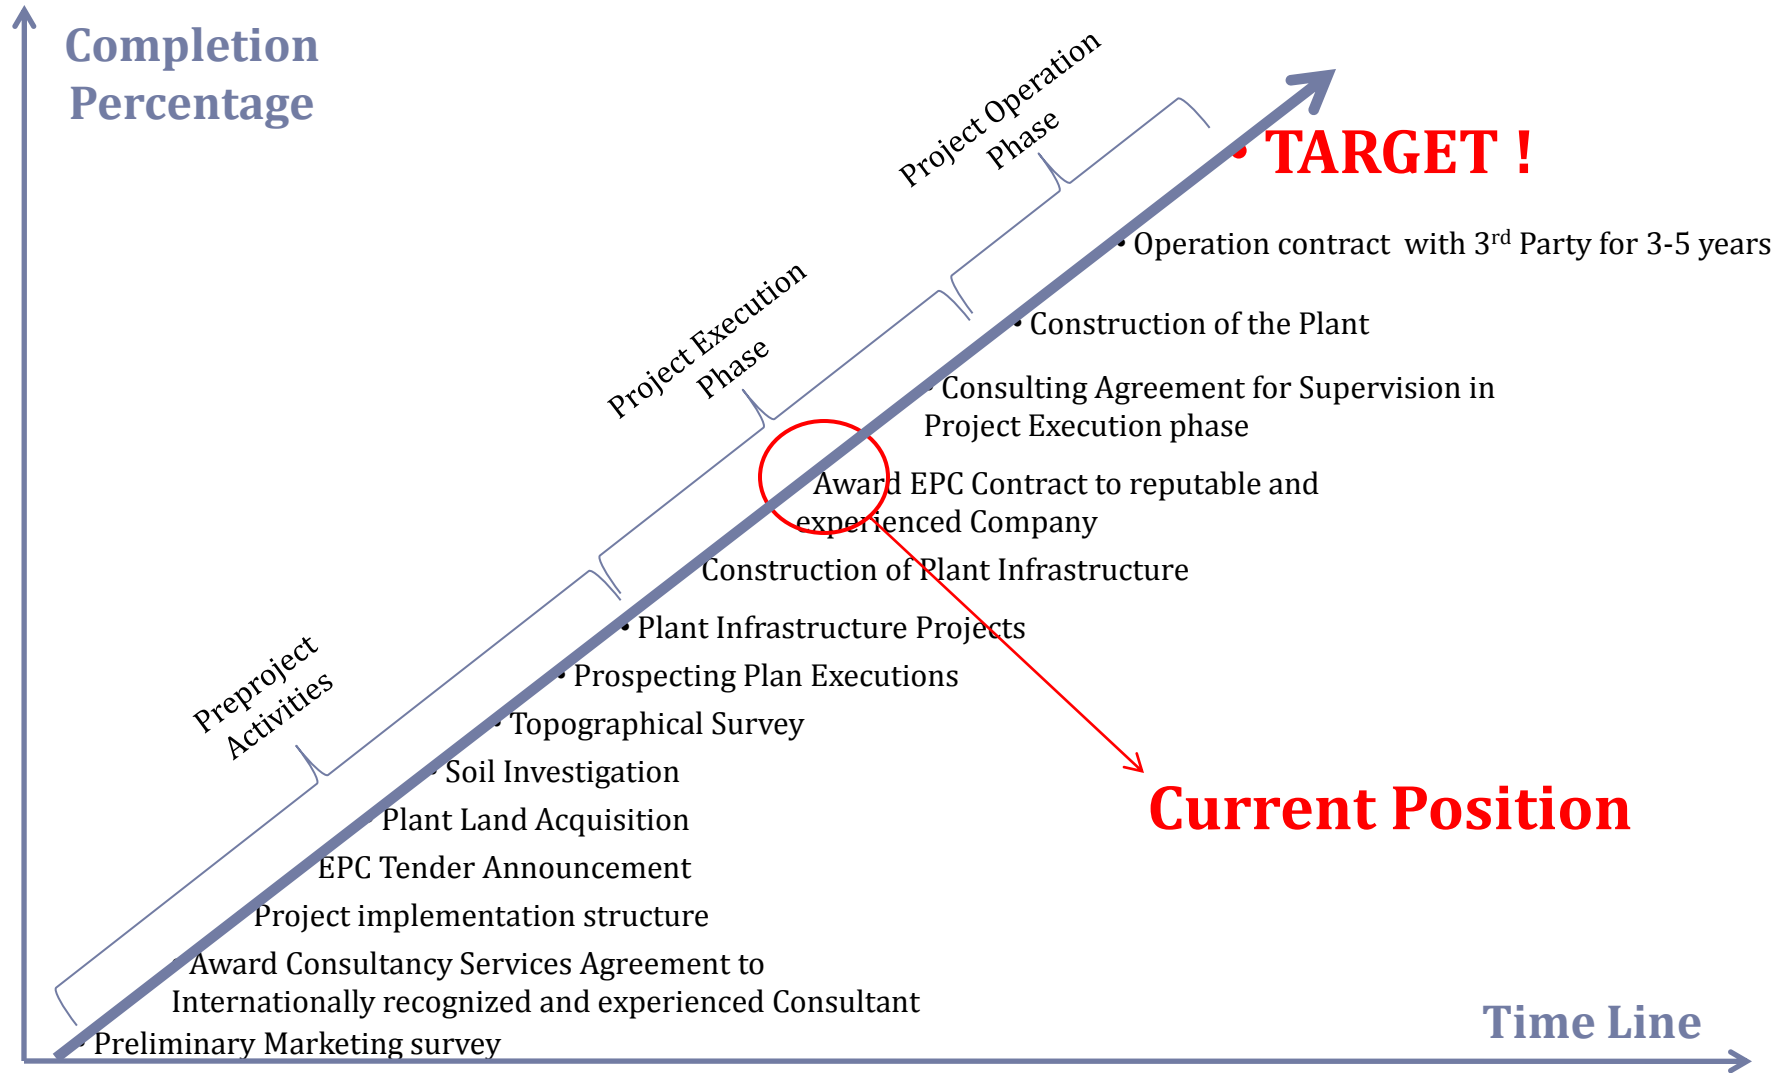 Completion
Percentage
Project Operation
Phase
• TARGET !
• Operation contract with 3rd Party for 3-5 years
Project Execution
Phase
• Construction of the Plant
• Consulting Agreement for Supervision in
Project Execution phase
Award EPC Contract to reputable and
experienced Company
Construction of Plant Infrastructure
• Plant Infrastructure Projects
Preproject
Activities
• Prospecting Plan Executions
• Topographical Survey
• Soil Investigation
• Plant Land Acquisition
EPC Tender Announcement
Current Position
Project implementation structure
• Award Consultancy Services Agreement to
Internationally recognized and experienced Consultant
• Preliminary Marketing survey
Time Line